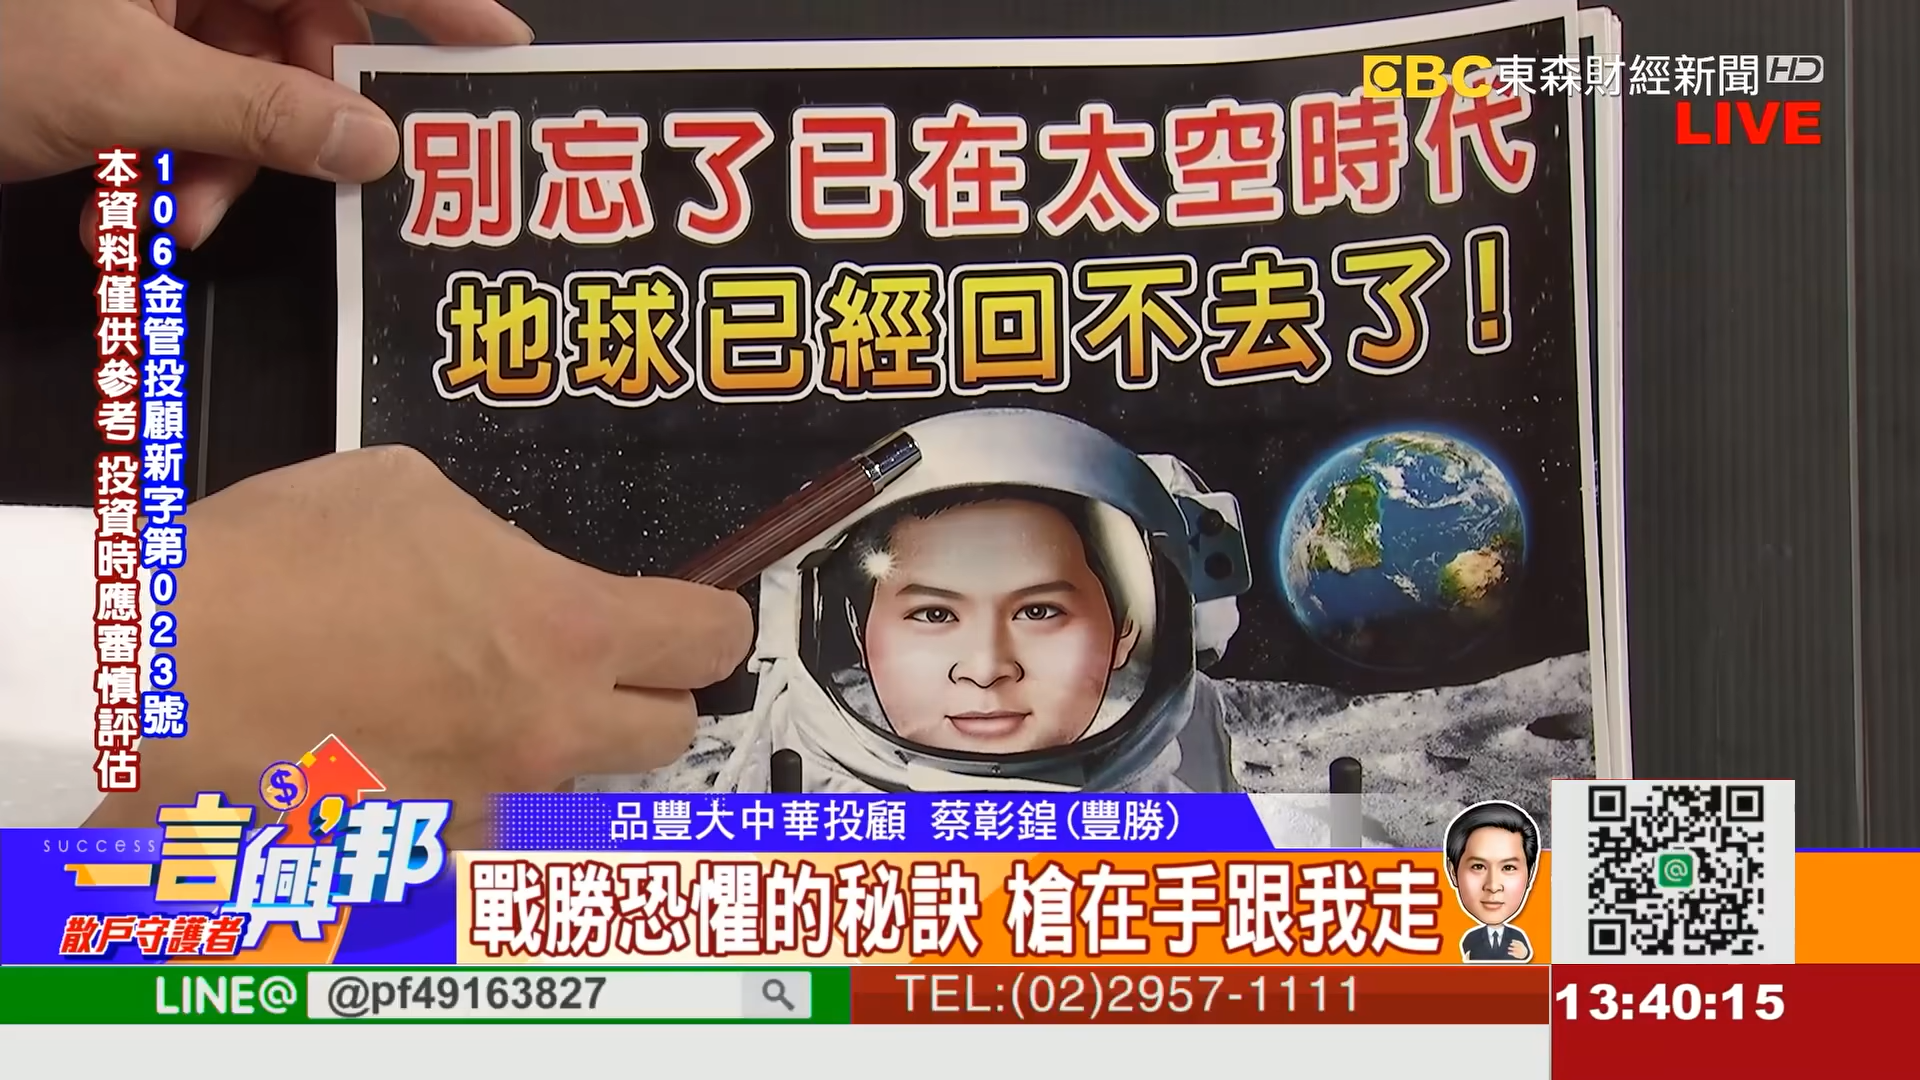 EBC東森財經新聞HD
LIVE
別忘了已在太空時代
地球已經回不去了!
106金管投顧新字第023號
本資料僅供參考 投資時應審慎評估
success
一言興邦
散戶守護者
品豐大中華投顧 蔡彰鍠(豐勝)
戰勝恐懼的秘訣 槍在手跟我走
LINE@ @pf49163827
TEL:(02)2957-1111
13:40:15